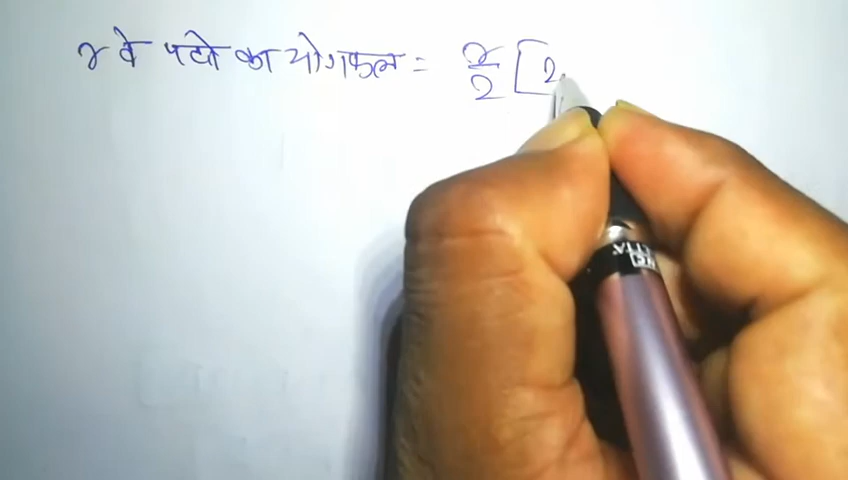 r वे पदो का योगफल = r/2 [2